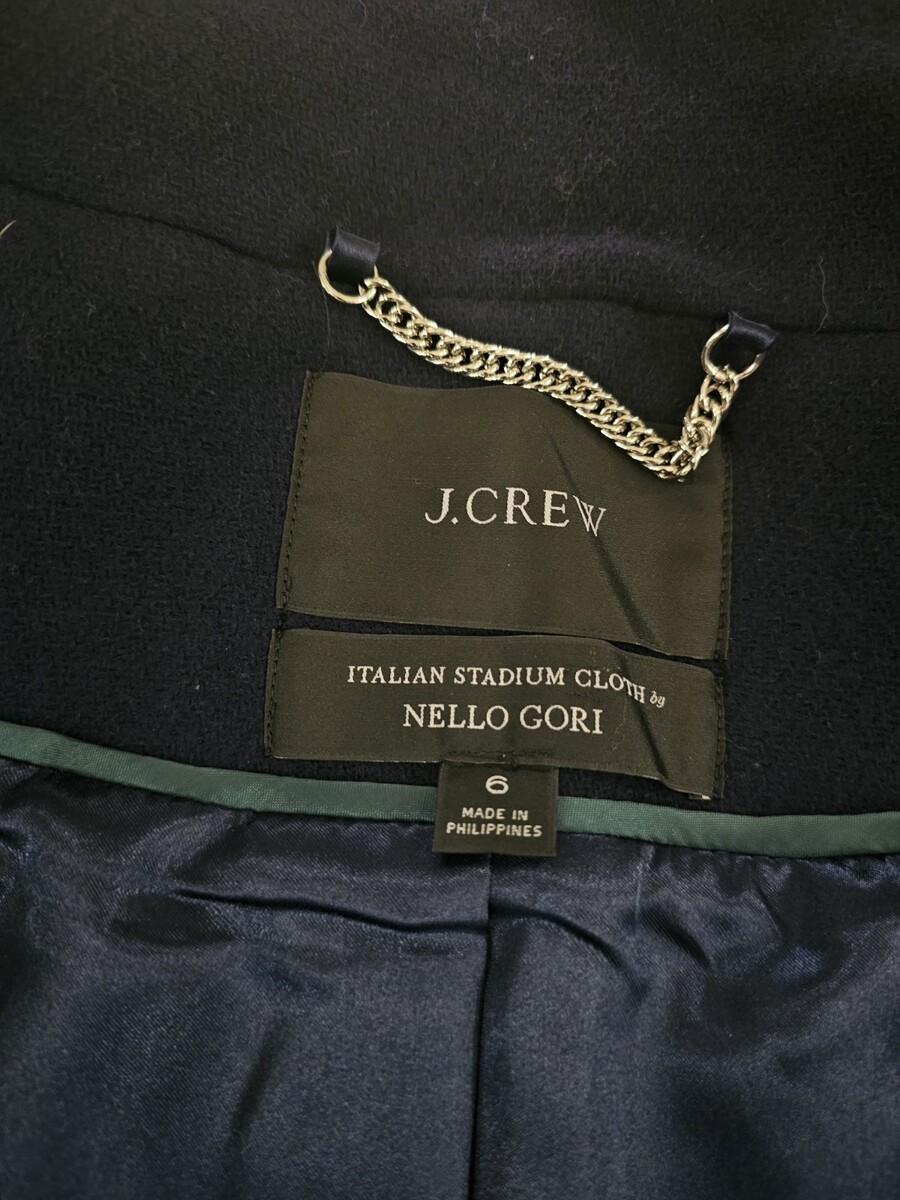 J.CREW
ITALIAN STADIUM CLOTH by
NELLO GORI
6
MADE IN
PHILIPPINES